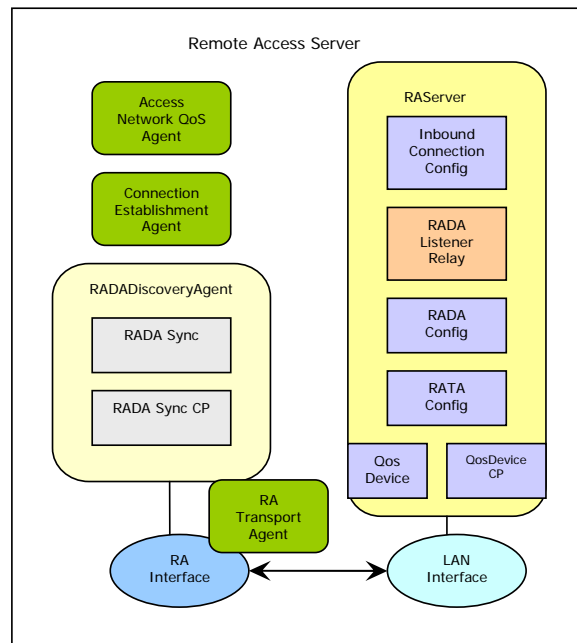 Remote Access Server
Access
Network QoS
Agent
Connection
Establishment
Agent
RADADiscoveryAgent
RADA Sync
RADA Sync CP
RA
Transport
Agent
RA
Interface
RAServer
Inbound
Connection
Config
RADA
Listener
Relay
RADA
Config
RATA
Config
Qos
Device
QosDevice
CP
LAN
Interface